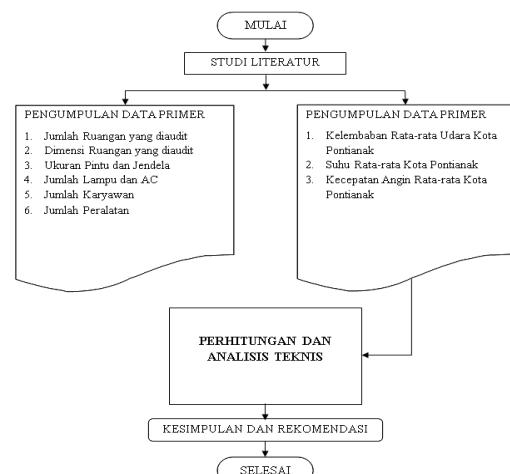 MULAI
STUDI LITERATUR
PENGUMPULAN DATA PRIMER
1. Jumlah Ruangan yang diaudit
2. Dimensi Ruangan yang diaudit
3. Ukuran Pintu dan Jendela
4. Jumlah Lampu dan AC
5. Jumlah Karyawan
6. Jumlah Peralatan
PENGUMPULAN DATA PRIMER
1. Kelembaban Rata-rata Udara Kota
Pontianak
2. Suhu Rata-rata Kota Pontianak
3. Kecepatan Angin Rata-rata Kota
Pontianak
PERHITUNGAN DAN
ANALISIS TEKNIS
KESIMPULAN DAN REKOMENDASI
SELESAI